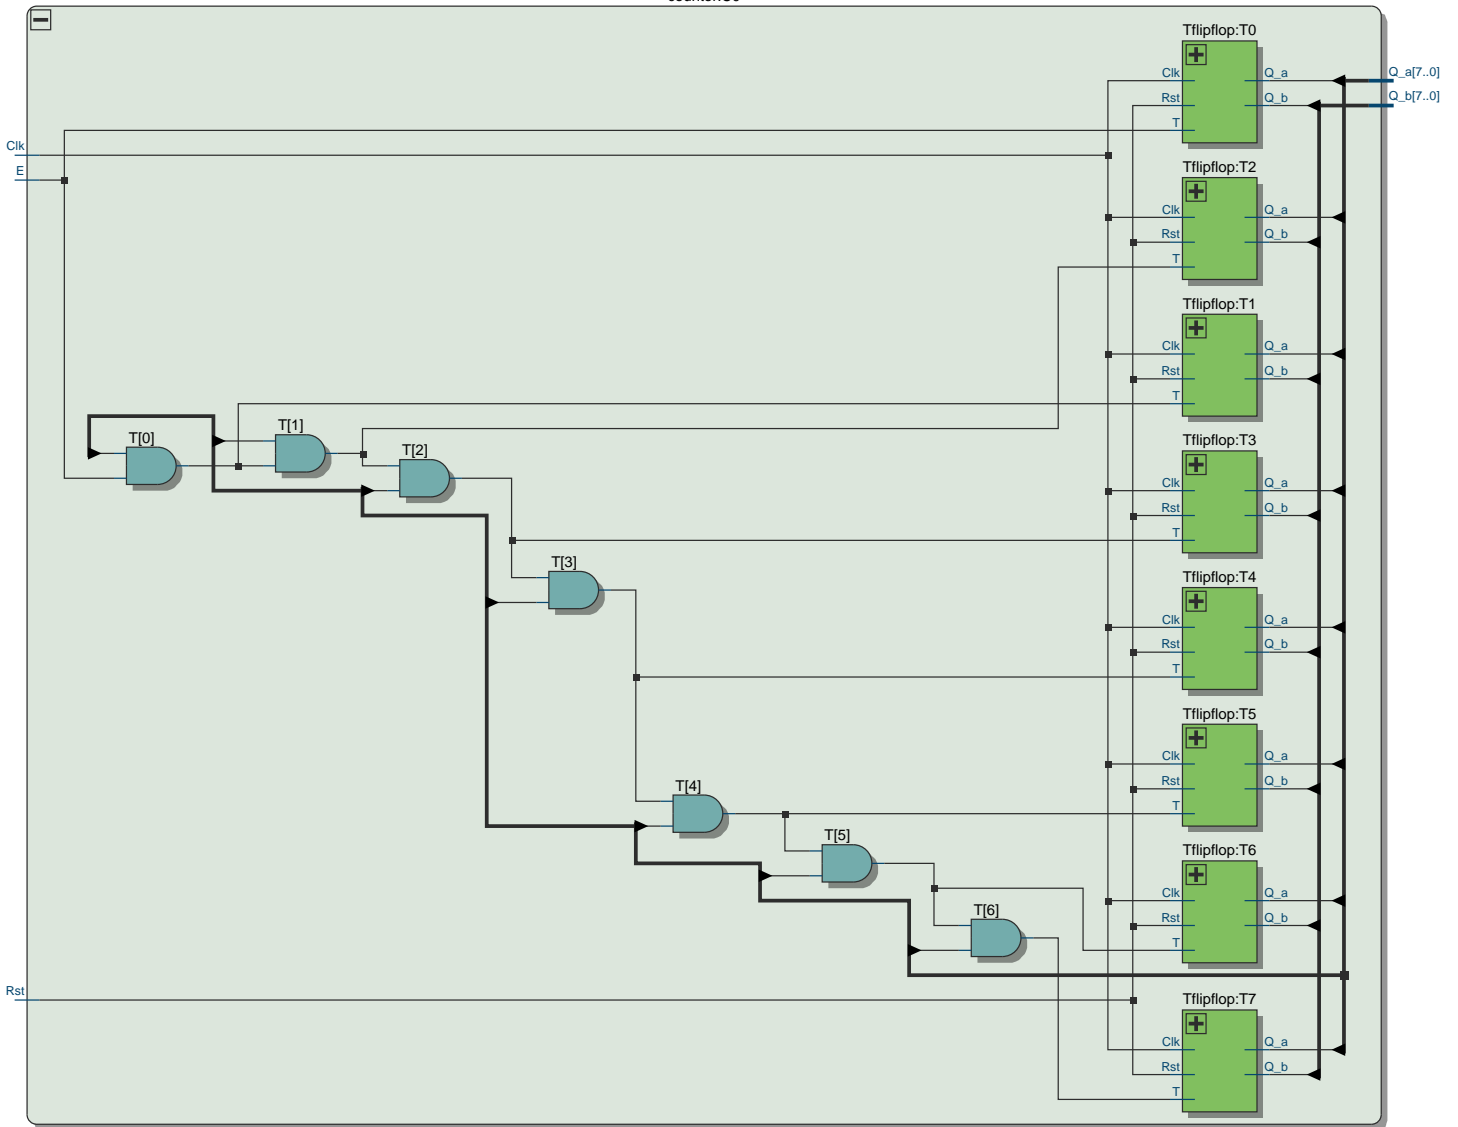 Tflipflop:T0
Clk
Rst
T
Q_a
Q_b
Q_a[7..0]
Q_b[7..0]
Clk
E
Tflipflop:T2
Clk
Rst
T
Q_a
Q_b
Tflipflop:T1
Clk
Rst
T
Q_a
Q_b
T[0]
T[1]
T[2]
Tflipflop:T3
Clk
Rst
T
Q_a
Q_b
T[3]
Tflipflop:T4
Clk
Rst
T
Q_a
Q_b
Tflipflop:T5
Clk
Rst
T
Q_a
Q_b
T[4]
T[5]
Tflipflop:T6
Clk
Rst
T
Q_a
Q_b
T[6]
Rst
Tflipflop:T7
Clk
Rst
T
Q_a
Q_b